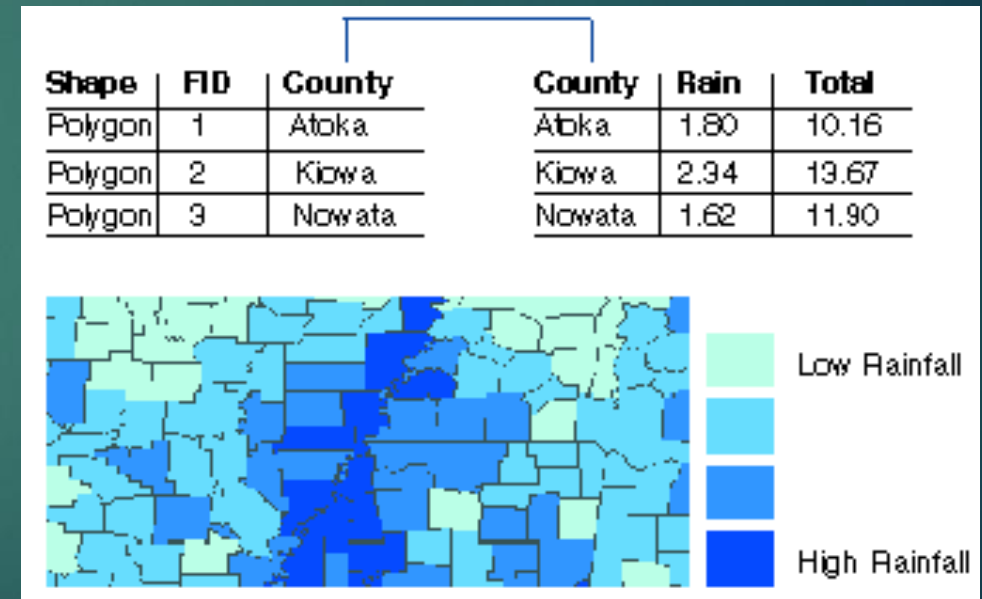 Shape FID County County Rain Total
Polygon 1 Atoka Atoka 1.80 10.16
Polygon 2 Kiowa Kiowa 2.34 13.67
Polygon 3 Nowata Nowata 1.62 11.90
Low Rainfall
High Rainfall